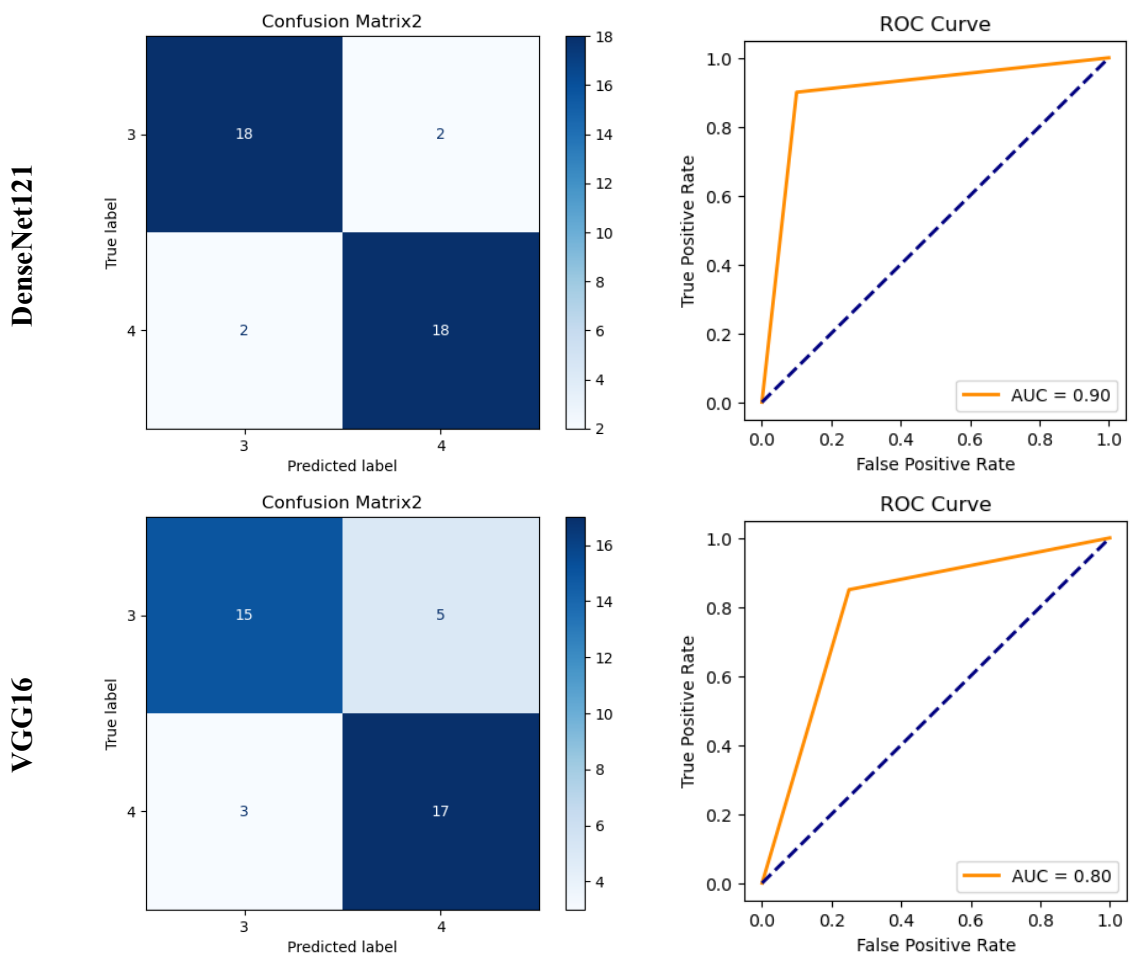 DenseNet121
Confusion Matrix2
True label
3
4
18 2
2 18
3 4
Predicted label
18
16
14
12
10
8
6
4
2
ROC Curve
True Positive Rate
1.0
0.8
0.6
0.4
0.2
0.0
AUC = 0.90
0.0 0.2 0.4 0.6 0.8 1.0
False Positive Rate
VGG16
Confusion Matrix2
True label
3
4
15 5
3 17
3 4
Predicted label
16
14
12
10
8
6
4
ROC Curve
True Positive Rate
1.0
0.8
0.6
0.4
0.2
0.0
AUC = 0.80
0.0 0.2 0.4 0.6 0.8 1.0
False Positive Rate